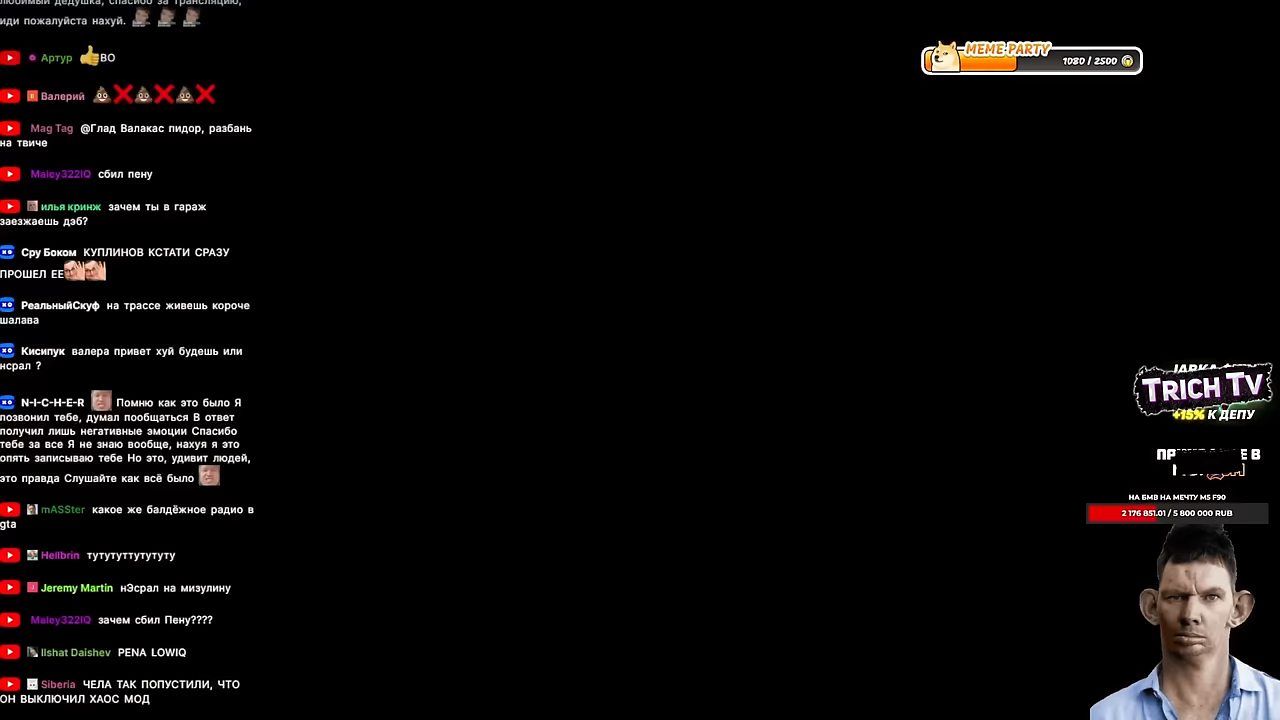 любимый дедушка, спасибо за трансляцию,
иди пожалуйста нахуй.
Артур 👍ВО
Валерий 💩❌💩❌💩❌
Mag Tag @Глад Валакас пидор, разбань
на твиче
Maley322IQ сбил пену
илья кринж зачем ты в гараж
заезжаешь дэб?
Сру Боком КУПЛИНОВ КСТАТИ СРАЗУ
ПРОШЕЛ ЕЕ
РеальныйСкуф на трассе живешь короче
шалава
Кисипук валера привет хуй будешь или
нсрал ?
N-I-C-H-E-R Помню как это было Я
позвонил тебе, думал пообщаться В ответ
получил лишь негативные эмоции Спасибо
тебе за все Я не знаю вообще, нахуя я это
опять записываю тебе Но это, удивит людей,
это правда Слушайте как всё было
mASSter какое же балдёжное радио в
gta
Heilbrin тутутуттутутуту
Jeremy Martin нЭсрал на мизулину
Maley322IQ зачем сбил Пену????
Ilshat Daishev PENA LOWIQ
Siberia ЧЕЛА ТАК ПОПУСТИЛИ, ЧТО
ОН ВЫКЛЮЧИЛ ХАОС МОД
MEME PARTY
1080 / 2500
TRICH TV
+15% К ДЕПУ
НА БМВ НА МЕЧТУ M5 F90
2 176 851.01 / 5 800 000 RUB